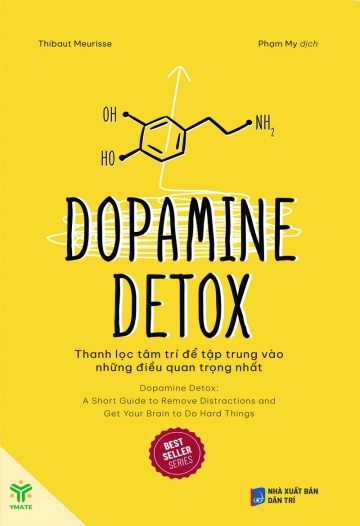 Thibaut Meurisse
Phạm My dịch
OH
HO
NH2
DOPAMINE
DETOX
Thanh lọc tâm trí để tập trung vào
những điều quan trọng nhất
Dopamine Detox:
A Short Guide to Remove Distractions and
Get Your Brain to Do Hard Things
BEST
SELLER
SERIES
YMATE
NHÀ XUẤT BẢN
DÂN TRÍ